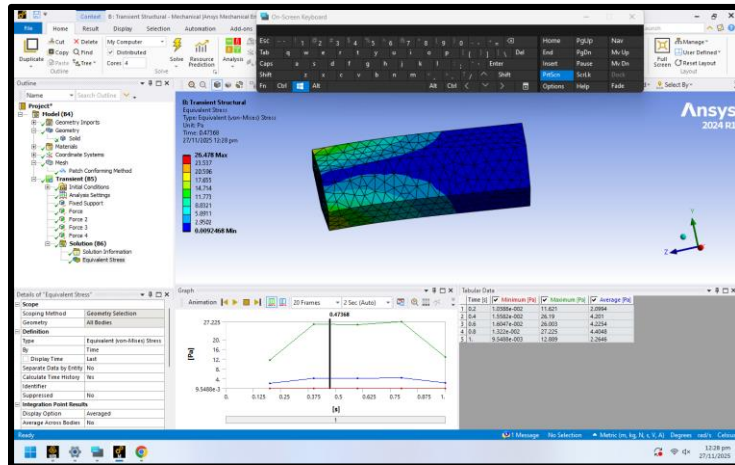 Context
B: Transient Structural - Mechanical [Ansys Mechanical En
On-Screen Keyboard
File Home Result Display Selection Automation Add-ons
Duplicate
Cut
Copy
Paste
Delete
Find
Tree
Outline
My Computer
Distributed
Cores 4
Solve
Resource Prediction
Analysis
Solve
Full Screen
Manage
User Defined
Reset Layout
Layout
Esc
Home PgUp Nav
Tab q w e r t y u i o p [ ] \ Del
End PgDn Mv Up
Caps a s d f g h j k l ; ' Enter
Insert Pause Mv Dn
Shift z x c v b n m , . / Shift
PrtScn ScrLk Dock
Fn Ctrl Alt Alt Ctrl
Options Help Fade
Outline
Name Search Outline
Select By
Project*
Model (B4)
Geometry Imports
Geometry
Solid
Materials
Coordinate Systems
Mesh
Patch Conforming Method
Transient (B5)
Initial Conditions
Analysis Settings
Fixed Support
Force
Force 2
Force 3
Force 4
Solution (B6)
Solution Information
Equivalent Stress
B: Transient Structural
Equivalent Stress
Type: Equivalent (von-Mises) Stress
Unit: Pa
Time: 0.47368
27/11/2025 12:28 pm
26.478 Max
23.537
20.596
17.655
14.714
11.773
8.8321
5.8911
2.9502
0.0092468 Min
Ansys
2024 R1
Y
Z
Details of "Equivalent Stress"
Scope
Scoping Method Geometry Selection
Geometry All Bodies
Definition
Type Equivalent (von-Mises) Stress
By Time
Display Time Last
Separate Data by Entity No
Calculate Time History Yes
Identifier
Suppressed No
Integration Point Results
Display Option Averaged
Average Across Bodies No
Graph
Animation 20 Frames 2 Sec (Auto)
0.47368
27.225
20.
16.
12.
8.
4.
9.5488e-3
[Pa]
0. 0.125 0.25 0.375 0.5 0.625 0.75 0.875 1.
[s]
1
Tabular Data
Time [s] Minimum [Pa] Maximum [Pa] Average [Pa]
1 0.2 1.0398e-002 11.621 2.0994
2 0.4 1.5582e-002 26.19 4.201
3 0.6 1.6047e-002 26.003 4.2254
4 0.8 1.322e-002 27.225 4.4048
5 1. 9.5488e-003 12.809 2.2646
Ready
1 Message No Selection Metric (m, kg, N, s, V, A) Degrees rad/s Celsius
12:28 pm
27/11/2025